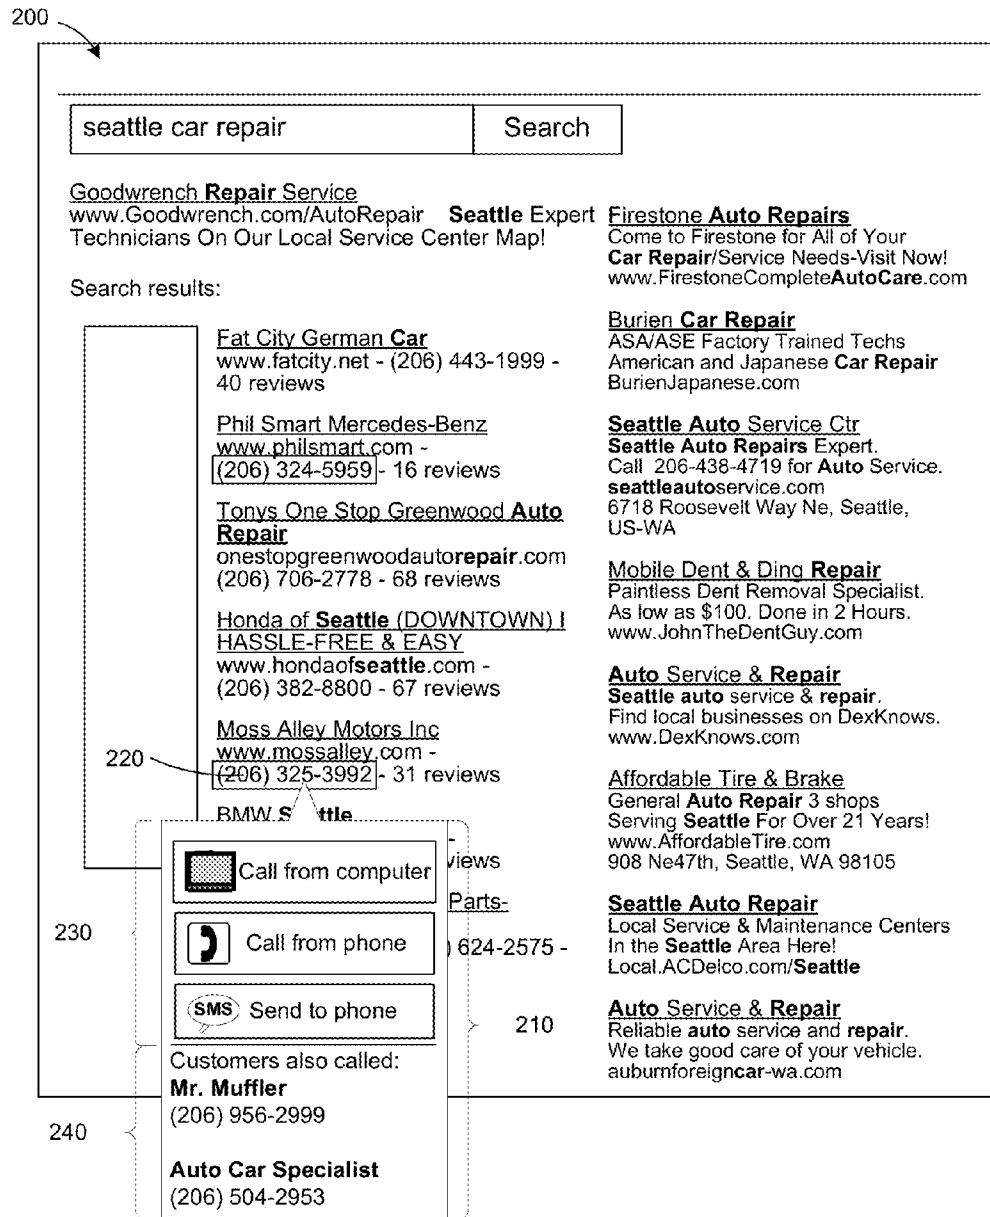 200
seattle car repair
Search
Goodwrench Repair Service
www.Goodwrench.com/AutoRepair Seattle Expert
Technicians On Our Local Service Center Map!
Search results:
Fat City German Car
www.fatcity.net - (206) 443-1999 -
40 reviews
Phil Smart Mercedes-Benz
www.philsmart.com -
(206) 324-5959 - 16 reviews
Tonys One Stop Greenwood Auto
Repair
onestopgreenwoodautorepair.com
(206) 706-2778 - 68 reviews
Honda of Seattle (DOWNTOWN) |
HASSLE-FREE & EASY
www.hondaofseattle.com -
(206) 382-8800 - 67 reviews
Moss Alley Motors Inc
www.mossalley.com -
220
(206) 325-3992 - 31 reviews
BMW Seattle
-
views
Parts-
) 624-2575 -
230
Call from computer
Call from phone
SMS Send to phone
210
240
Customers also called:
Mr. Muffler
(206) 956-2999
Auto Car Specialist
(206) 504-2953
Firestone Auto Repairs
Come to Firestone for All of Your
Car Repair/Service Needs-Visit Now!
www.FirestoneCompleteAutoCare.com
Burien Car Repair
ASA/ASE Factory Trained Techs
American and Japanese Car Repair
BurienJapanese.com
Seattle Auto Service Ctr
Seattle Auto Repairs Expert.
Call 206-438-4719 for Auto Service.
seattleautoservice.com
6718 Roosevelt Way Ne, Seattle,
US-WA
Mobile Dent & Ding Repair
Paintless Dent Removal Specialist.
As low as $100. Done in 2 Hours.
www.JohnTheDentGuy.com
Auto Service & Repair
Seattle auto service & repair.
Find local businesses on DexKnows.
www.DexKnows.com
Affordable Tire & Brake
General Auto Repair 3 shops
Serving Seattle For Over 21 Years!
www.AffordableTire.com
908 Ne47th, Seattle, WA 98105
Seattle Auto Repair
Local Service & Maintenance Centers
In the Seattle Area Here!
Local.ACDelco.com/Seattle
Auto Service & Repair
Reliable auto service and repair.
We take good care of your vehicle.
auburnforeigncar-wa.com